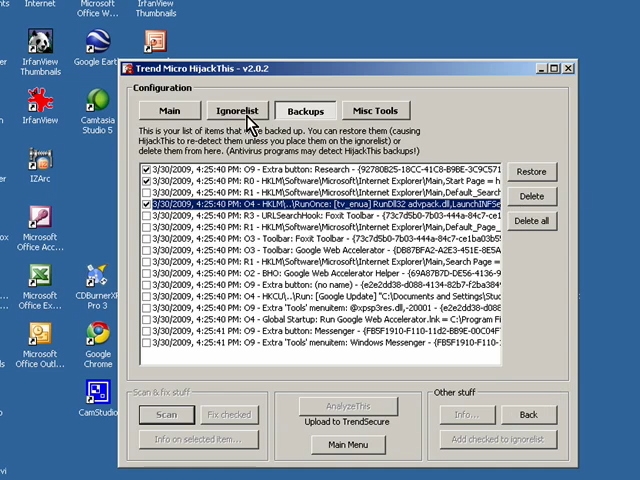 Internet
Microsoft
Office W...
IrfanView
Thumbnails
IrfanView
Thumbnails
Google Earth
IrfanView
Camtasia
Studio 5
IZArc
Microsoft
Office Acc...
Microsoft
Office Ex...
CDBurnerXP
Pro 3
Microsoft
Office Outl...
Google
Chrome
CamStudio
Trend Micro HijackThis - v2.0.2
Configuration
Main
Ignorelist
Backups
Misc Tools
This is your list of items that were backed up. You can restore them (causing
HijackThis to re-detect them unless you place them on the ignorelist) or
delete them from here. (Antivirus programs may detect HijackThis backups!)
3/30/2009, 4:25:40 PM: O9 - Extra button: Research - {92780B25-18CC-41C8-B9BE-3C9C571
3/30/2009, 4:25:40 PM: R0 - HKLM\Software\Microsoft\Internet Explorer\Main,Start Page = h
3/30/2009, 4:25:40 PM: R1 - HKLM\Software\Microsoft\Internet Explorer\Main,Default_Search
3/30/2009, 4:25:40 PM: O4 - HKLM\..\RunOnce: [tv_enua] RunDll32 advpack.dll,LaunchINFSe
3/30/2009, 4:25:40 PM: R3 - URLSearchHook: Foxit Toolbar - {73c7d5b0-7b03-444a-84c7-0
3/30/2009, 4:25:40 PM: R1 - HKLM\Software\Microsoft\Internet Explorer\Main,Default_Page_
3/30/2009, 4:25:40 PM: O3 - Toolbar: Foxit Toolbar - {73c7d5b0-7b03-444a-84c7-ce1ba03b55
3/30/2009, 4:25:40 PM: O3 - Toolbar: Google Web Accelerator - {DB87BFA2-A2E3-451E-8E5A
3/30/2009, 4:25:40 PM: R1 - HKLM\Software\Microsoft\Internet Explorer\Main,Search Page =
3/30/2009, 4:25:40 PM: O2 - BHO: Google Web Accelerator Helper - {69A87B7D-DE56-4136-9
3/30/2009, 4:25:40 PM: O9 - Extra button: (no name) - {e2e2dd38-d088-4134-82b7-f2ba3849
3/30/2009, 4:25:40 PM: O4 - HKCU\..\Run: [Google Update] "C:\Documents and Settings\Stud
3/30/2009, 4:25:40 PM: O9 - Extra 'Tools' menuitem: @xpsp3res.dll,-20001 - {e2e2dd38-d0
3/30/2009, 4:25:41 PM: O4 - Global Startup: Run Google Web Accelerator.lnk = C:\Program F
3/30/2009, 4:25:41 PM: O9 - Extra button: Messenger - {FB5F1910-F110-11d2-BB9E-00C04F
3/30/2009, 4:25:41 PM: O9 - Extra 'Tools' menuitem: Windows Messenger - {FB5F1910-F110-
Restore
Delete
Delete all
Scan & fix stuff
Scan
Fix checked
Info on selected item...
AnalyzeThis
Upload to TrendSecure
Main Menu
Other stuff
Info...
Back
Add checked to ignorelist